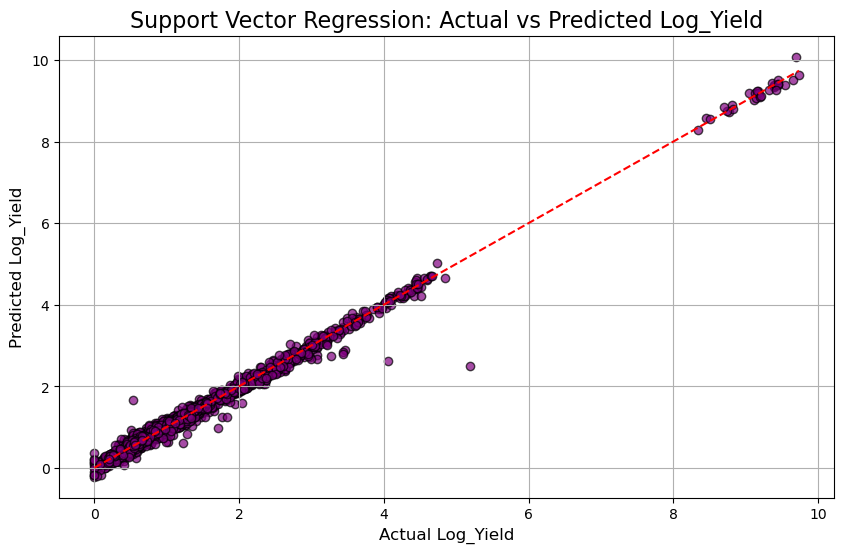 Support Vector Regression: Actual vs Predicted Log_Yield
Predicted Log_Yield
10
8
6
4
2
0
0 2 4 6 8 10
Actual Log_Yield